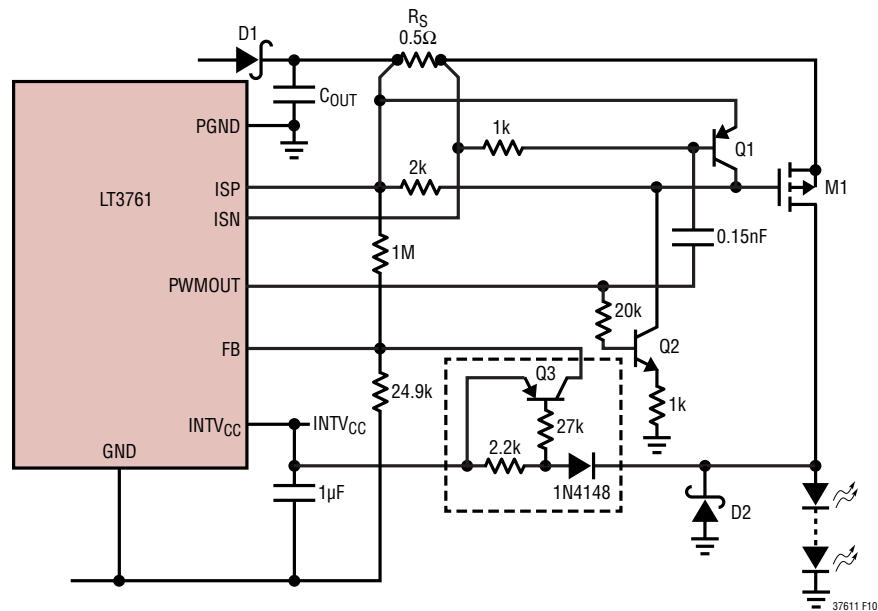 R_S
0.5Ω
D1
C_OUT
PGND
1k
Q1
LT3761
2k
ISP
M1
ISN
1M
0.15nF
PWMOUT
20k
Q2
FB
Q3
24.9k
1k
27k
INTV_CC
INTV_CC
2.2k
GND
1µF
1N4148
D2
37611 F10